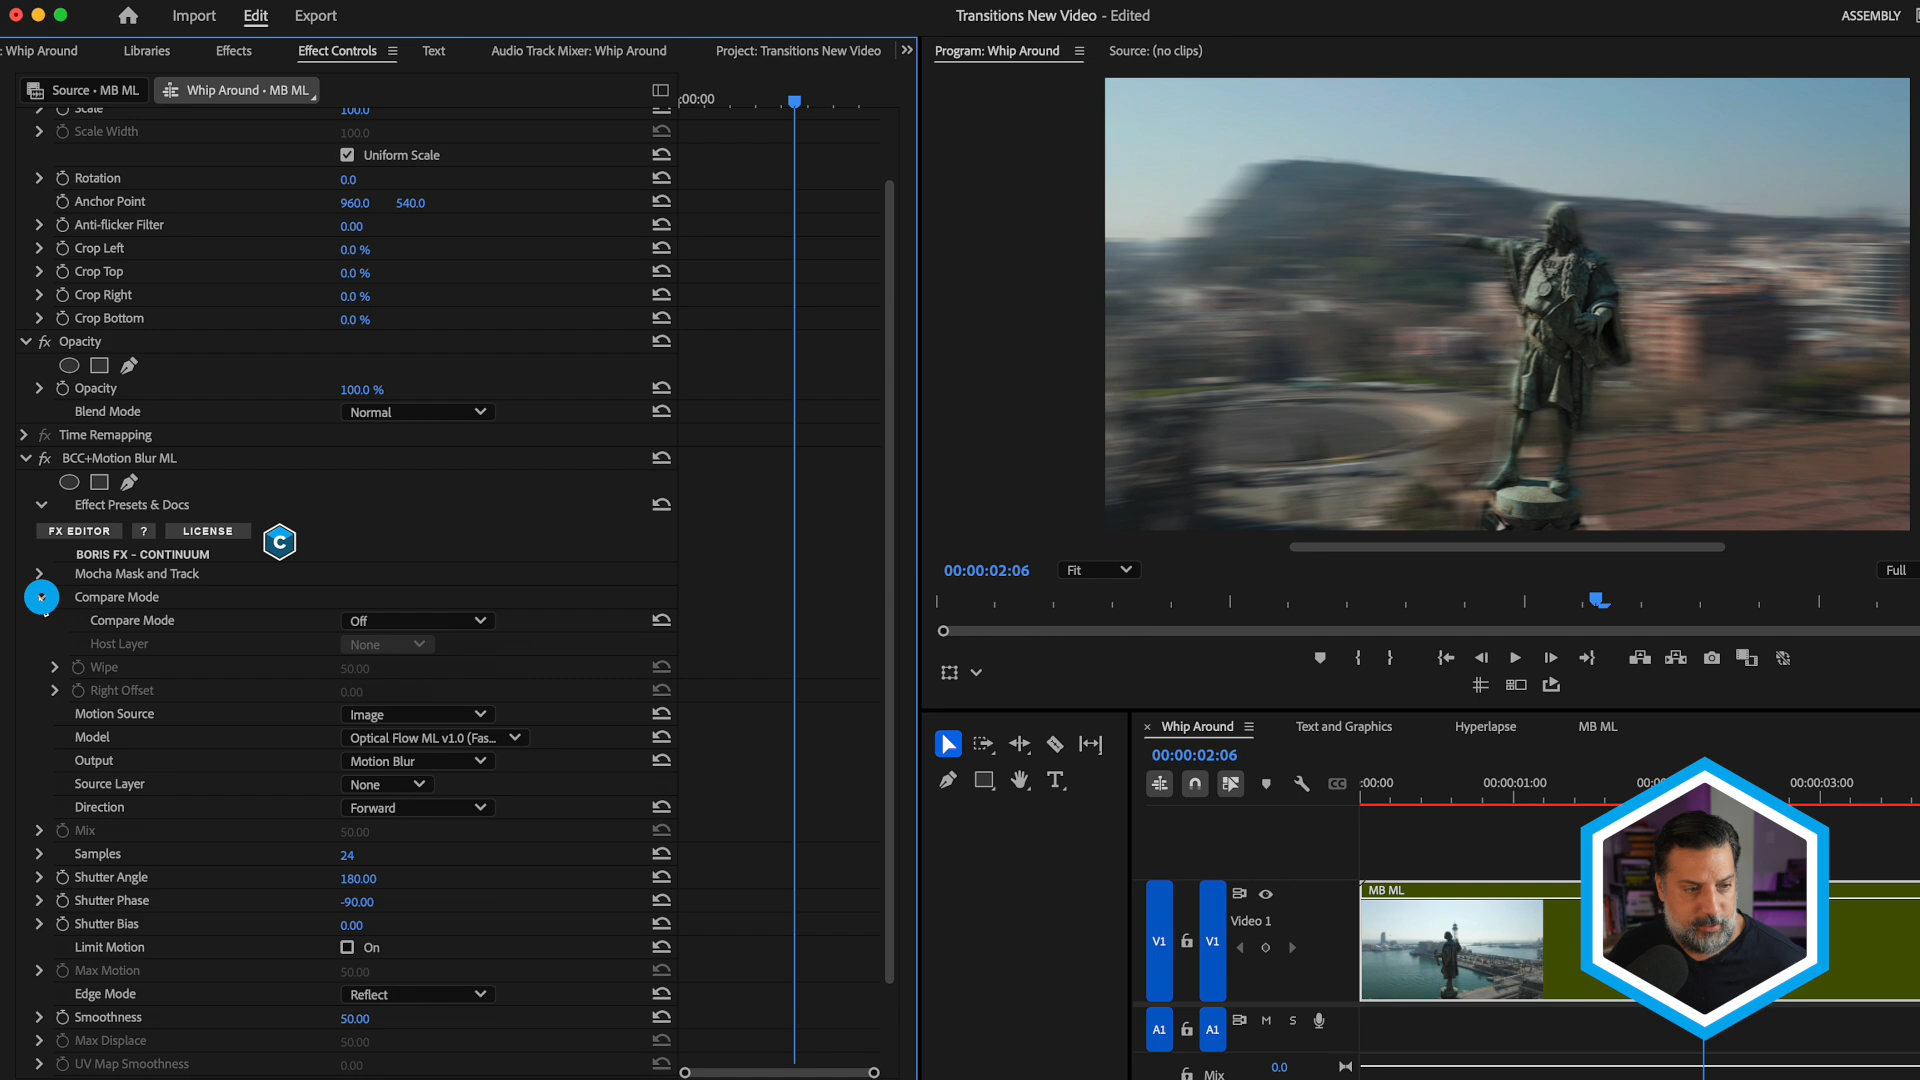 Import
Edit
Export
Transitions New Video - Edited
ASSEMBLY
: Whip Around
Libraries
Effects
Effect Controls
Text
Audio Track Mixer: Whip Around
Project: Transitions New Video
Program: Whip Around
Source: (no clips)
Source • MB ML
Whip Around • MB ML
:00:00
Scale
100.0
Scale Width
100.0
Uniform Scale
Rotation
0.0
Anchor Point
960.0
540.0
Anti-flicker Filter
0.00
Crop Left
0.0 %
Crop Top
0.0 %
Crop Right
0.0 %
Crop Bottom
0.0 %
fx Opacity
Opacity
100.0 %
Blend Mode
Normal
fx Time Remapping
fx BCC+Motion Blur ML
Effect Presets & Docs
FX EDITOR
?
LICENSE
C
BORIS FX - CONTINUUM
Mocha Mask and Track
Compare Mode
Compare Mode
Off
Host Layer
None
Wipe
50.00
Right Offset
0.00
Motion Source
Image
Model
Optical Flow ML v1.0 (Fas...
Output
Motion Blur
Source Layer
None
Direction
Forward
Mix
50.00
Samples
24
Shutter Angle
180.00
Shutter Phase
-90.00
Shutter Bias
0.00
Limit Motion
On
Max Motion
50.00
Edge Mode
Reflect
Smoothness
50.00
Max Displace
50.00
UV Map Smoothness
0.00
00:00:02:06
Fit
Full
Whip Around
Text and Graphics
Hyperlapse
MB ML
00:00:02:06
CC
:00:00
00:00:01:00
00:00:03:00
MB ML
V1
V1
Video 1
A1
A1
M
S
Mix
0.0